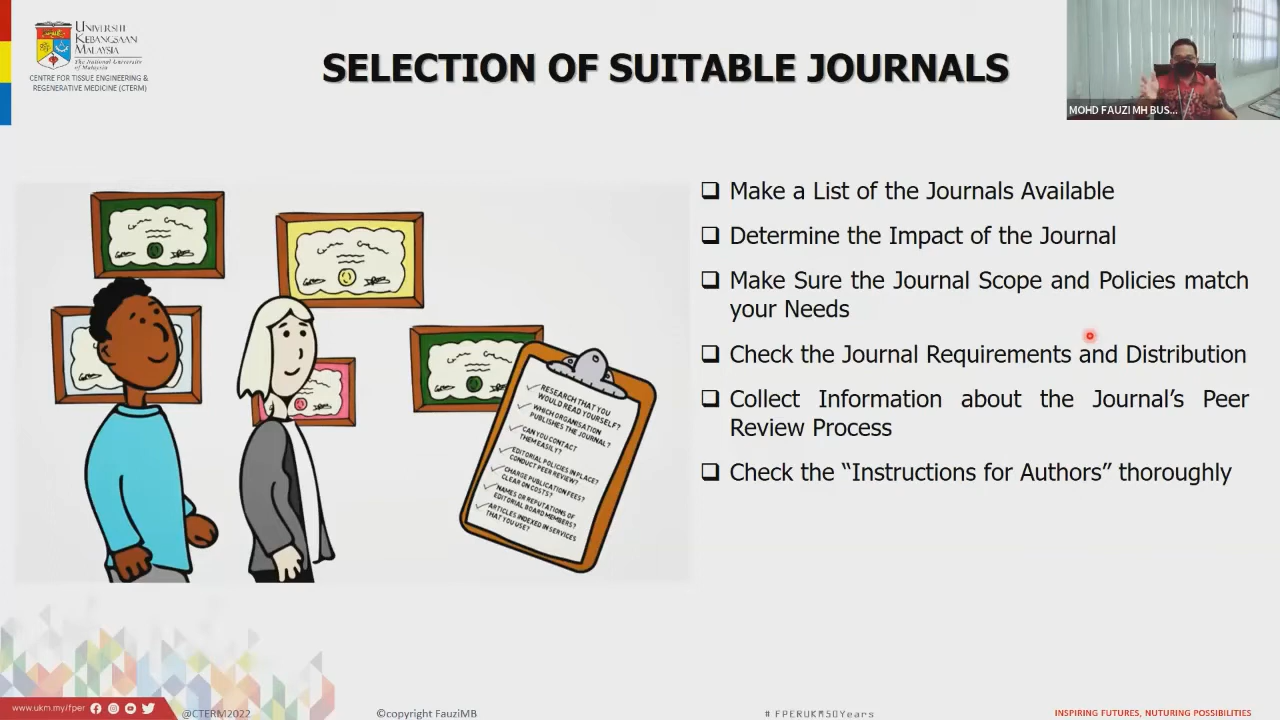 UNIVERSITI
KEBANGSAAN
MALAYSIA
The National University
of Malaysia
CENTRE FOR TISSUE ENGINEERING &
REGENERATIVE MEDICINE (CTERM)
SELECTION OF SUITABLE JOURNALS
MOHD FAUZI MH BUS...
Make a List of the Journals Available
Determine the Impact of the Journal
Make Sure the Journal Scope and Policies match
your Needs
Check the Journal Requirements and Distribution
Collect Information about the Journal’s Peer
Review Process
Check the “Instructions for Authors” thoroughly
RESEARCH THAT YOU
WOULD READ YOURSELF?
WHICH ORGANISATION
PUBLISHES THE JOURNAL?
CAN YOU CONTACT
THEM EASILY?
EDITORIAL POLICIES IN PLACE?
CONDUCT PEER REVIEW?
CHARGE PUBLICATION FEES?
CLEAR ON COSTS?
NAMES OR REPUTATIONS OF
EDITORIAL BOARD MEMBERS?
ARTICLES INDEXED IN SERVICES
THAT YOU USE?
www.ukm.my/fper
@CTERM2022
©copyright FauziMB
#FPERUKM50Years
INSPIRING FUTURES, NUTURING POSSIBILITIES